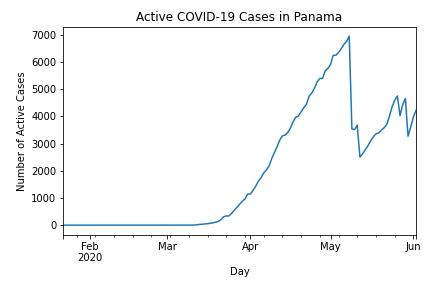 Active COVID-19 Cases in Panama
Number of Active Cases
7000
6000
5000
4000
3000
2000
1000
0
Feb Mar Apr May Jun
2020
Day